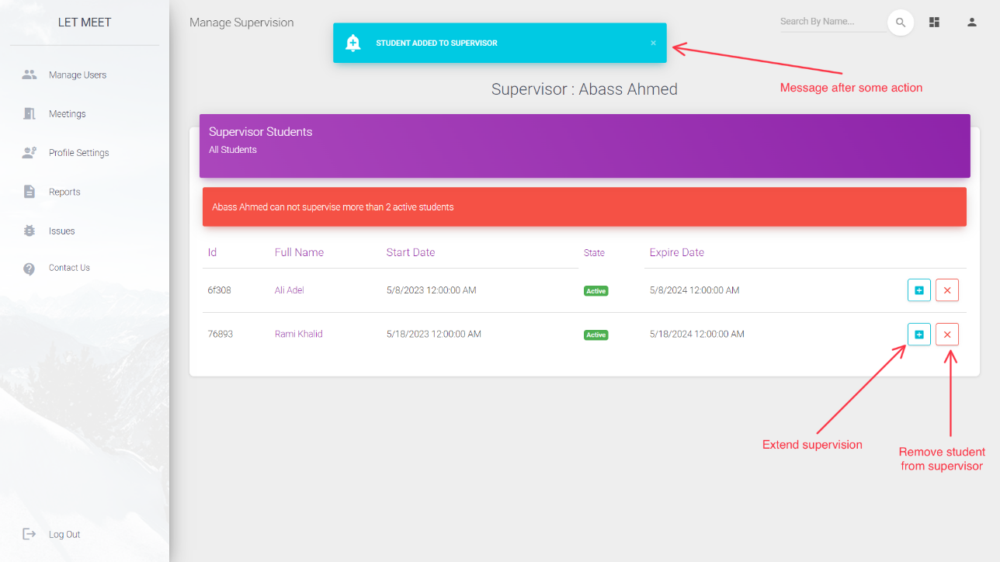 LET MEET
Manage Users
Meetings
Profile Settings
Reports
Issues
Contact Us
Log Out
Manage Supervision
Search By Name...
STUDENT ADDED TO SUPERVISOR ×
Message after some action
Supervisor : Abass Ahmed
Supervisor Students
All Students
Abass Ahmed can not supervise more than 2 active students
Id Full Name Start Date State Expire Date
6f308 Ali Adel 5/8/2023 12:00:00 AM Active 5/8/2024 12:00:00 AM
76893 Rami Khalid 5/18/2023 12:00:00 AM Active 5/18/2024 12:00:00 AM
Extend supervision
Remove student
from supervisor